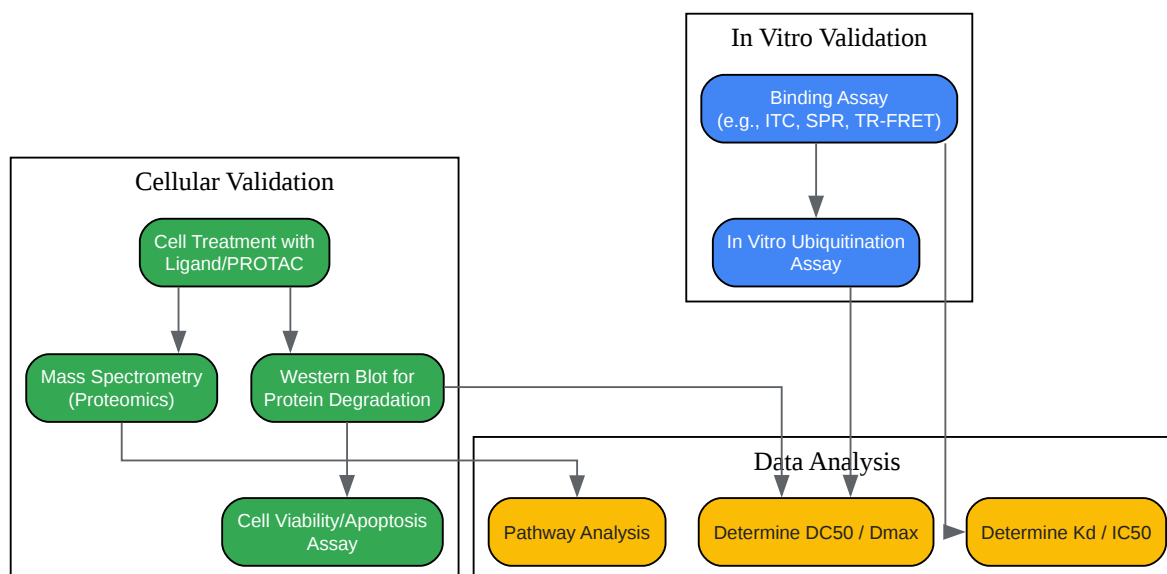 In Vitro Validation
Binding Assay
(e.g., ITC, SPR, TR-FRET)
In Vitro Ubiquitination
Assay
Cellular Validation
Cell Treatment with
Ligand/PROTAC
Mass Spectrometry
(Proteomics)
Western Blot for
Protein Degradation
Cell Viability/Apoptosis
Assay
Data Analysis
Pathway Analysis
Determine DC50 / Dmax
Determine Kd / IC50